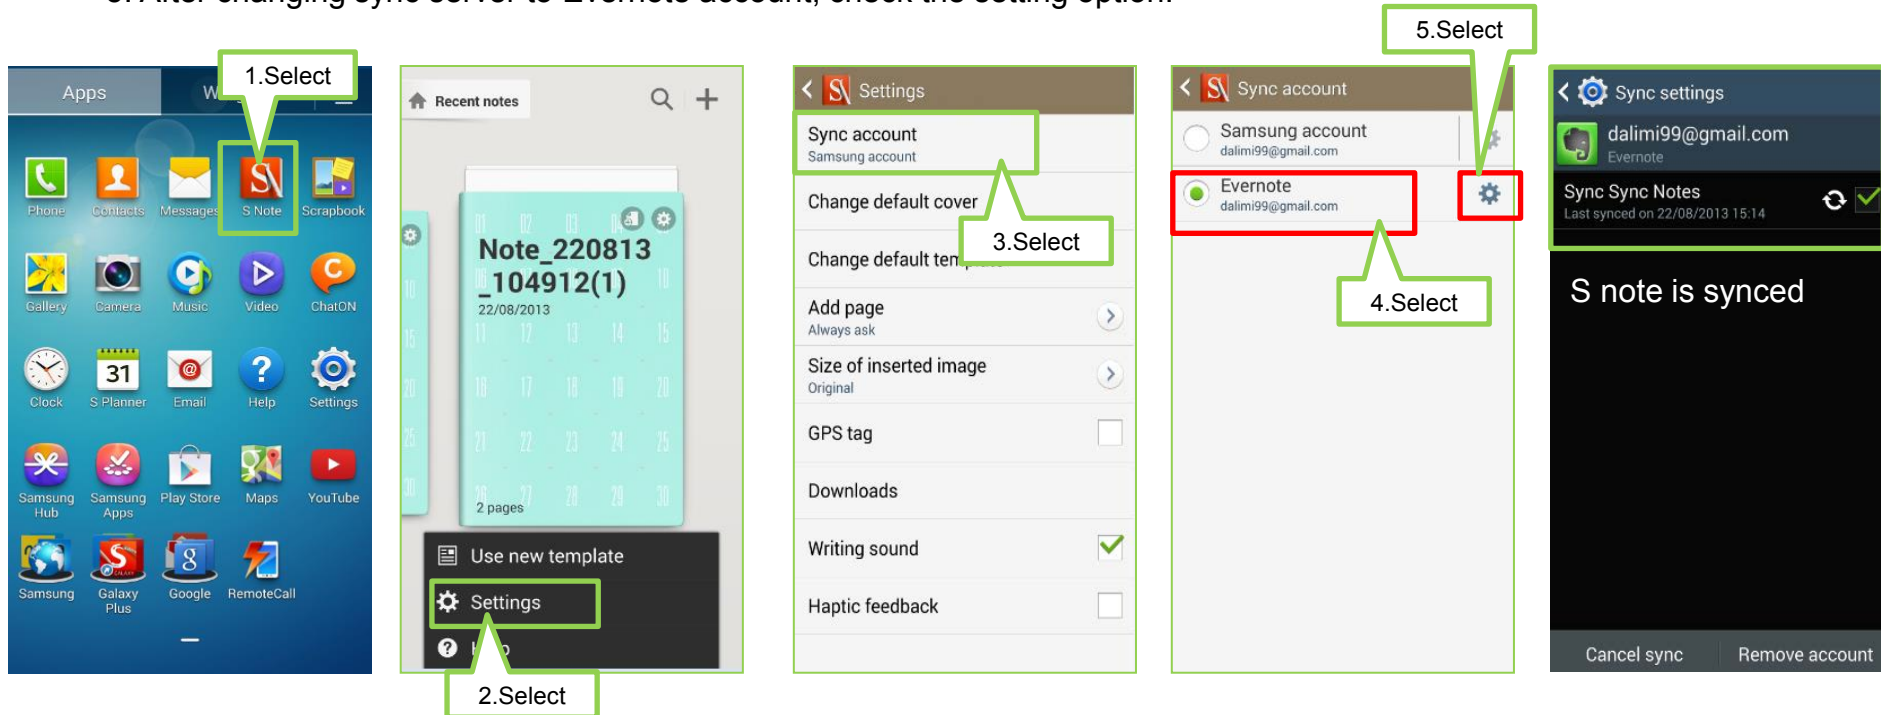 1.Select
Apps
Phone
Contacts
Messages
S Note
Scrapbook
Gallery
Camera
Music
Video
ChatON
31
Clock
S Planner
Email
Help
Settings
Samsung Hub
Samsung Apps
Play Store
Maps
YouTube
Samsung
Galaxy Plus
Google
RemoteCall
Recent notes
Note_220813
_104912(1)
22/08/2013
2 pages
Use new template
Settings
2.Select
Settings
Sync account
Samsung account
Change default cover
3.Select
Change default
Add page
Always ask
Size of inserted image
Original
GPS tag
Downloads
Writing sound
Haptic feedback
5.Select
Sync account
Samsung account
dalimi99@gmail.com
Evernote
dalimi99@gmail.com
4.Select
Sync settings
dalimi99@gmail.com
Evernote
Sync Sync Notes
Last synced on 22/08/2013 15:14
S note is synced
Cancel sync
Remove account